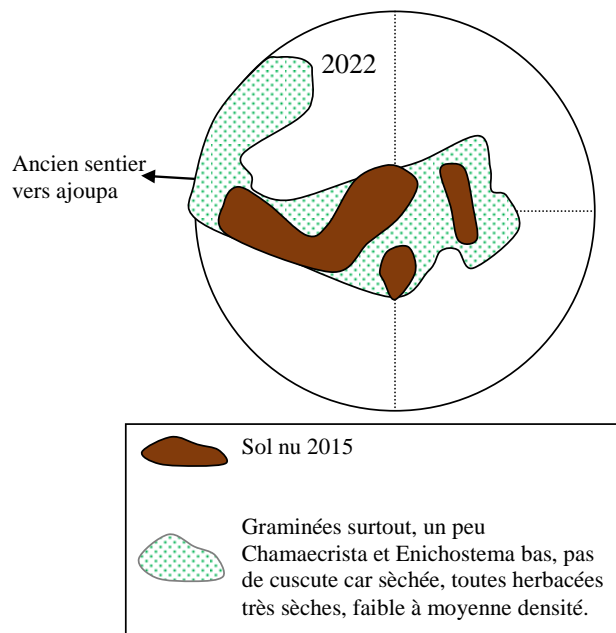 2022
Ancien sentier
vers ajoupa
Sol nu 2015
Graminées surtout, un peu
Chamaecrista et Enichostema bas, pas
de cuscute car sèchée, toutes herbacées
très sèches, faible à moyenne densité.